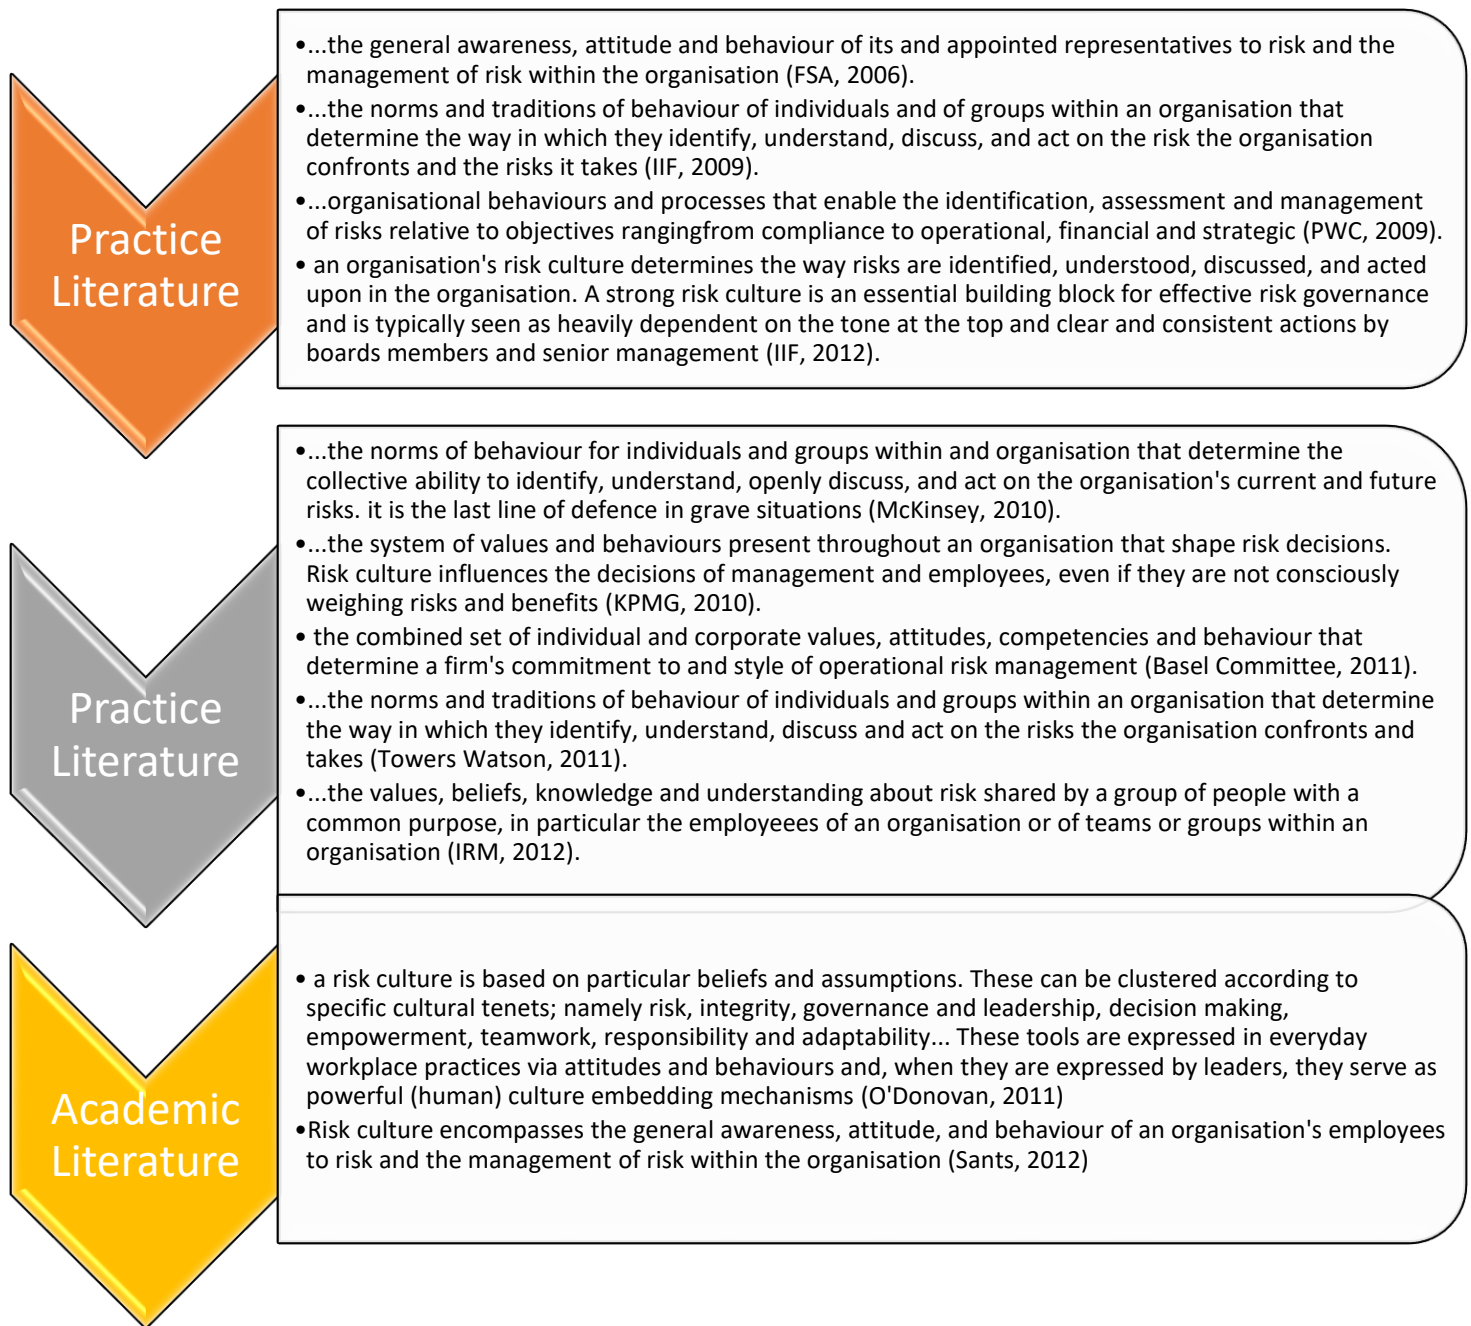 Practice
Literature
•...the general awareness, attitude and behaviour of its and appointed representatives to risk and the
management of risk within the organisation (FSA, 2006).
•...the norms and traditions of behaviour of individuals and of groups within an organisation that
determine the way in which they identify, understand, discuss, and act on the risk the organisation
confronts and the risks it takes (IIF, 2009).
•...organisational behaviours and processes that enable the identification, assessment and management
of risks relative to objectives rangingfrom compliance to operational, financial and strategic (PWC, 2009).
• an organisation's risk culture determines the way risks are identified, understood, discussed, and acted
upon in the organisation. A strong risk culture is an essential building block for effective risk governance
and is typically seen as heavily dependent on the tone at the top and clear and consistent actions by
boards members and senior management (IIF, 2012).
Practice
Literature
•...the norms of behaviour for individuals and groups within and organisation that determine the
collective ability to identify, understand, openly discuss, and act on the organisation's current and future
risks. it is the last line of defence in grave situations (McKinsey, 2010).
•...the system of values and behaviours present throughout an organisation that shape risk decisions.
Risk culture influences the decisions of management and employees, even if they are not consciously
weighing risks and benefits (KPMG, 2010).
• the combined set of individual and corporate values, attitudes, competencies and behaviour that
determine a firm's commitment to and style of operational risk management (Basel Committee, 2011).
•...the norms and traditions of behaviour of individuals and groups within an organisation that determine
the way in which they identify, understand, discuss and act on the risks the organisation confronts and
takes (Towers Watson, 2011).
•...the values, beliefs, knowledge and understanding about risk shared by a group of people with a
common purpose, in particular the employeees of an organisation or of teams or groups within an
organisation (IRM, 2012).
Academic
Literature
• a risk culture is based on particular beliefs and assumptions. These can be clustered according to
specific cultural tenets; namely risk, integrity, governance and leadership, decision making,
empowerment, teamwork, responsibility and adaptability... These tools are expressed in everyday
workplace practices via attitudes and behaviours and, when they are expressed by leaders, they serve as
powerful (human) culture embedding mechanisms (O'Donovan, 2011)
•Risk culture encompasses the general awareness, attitude, and behaviour of an organisation's employees
to risk and the management of risk within the organisation (Sants, 2012)